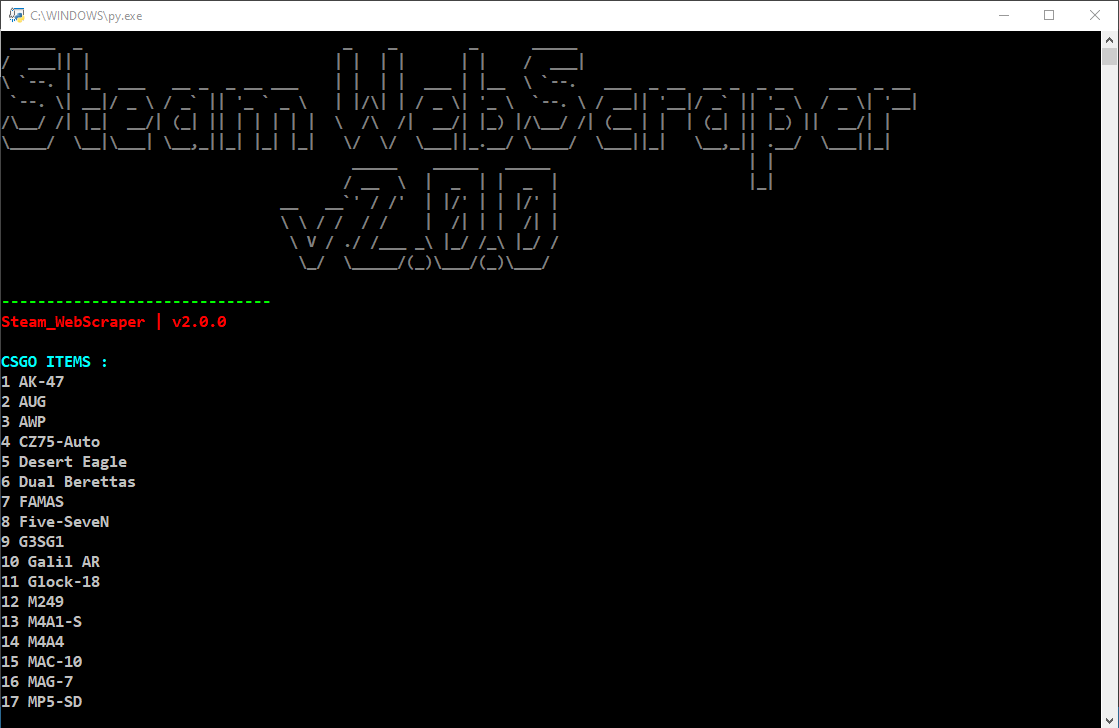 C:\WINDOWS\py.exe
Steam WebScraper
v2.0.0
------------------------------
Steam_WebScraper | v2.0.0
CSGO ITEMS :
1 AK-47
2 AUG
3 AWP
4 CZ75-Auto
5 Desert Eagle
6 Dual Berettas
7 FAMAS
8 Five-SeveN
9 G3SG1
10 Galil AR
11 Glock-18
12 M249
13 M4A1-S
14 M4A4
15 MAC-10
16 MAG-7
17 MP5-SD